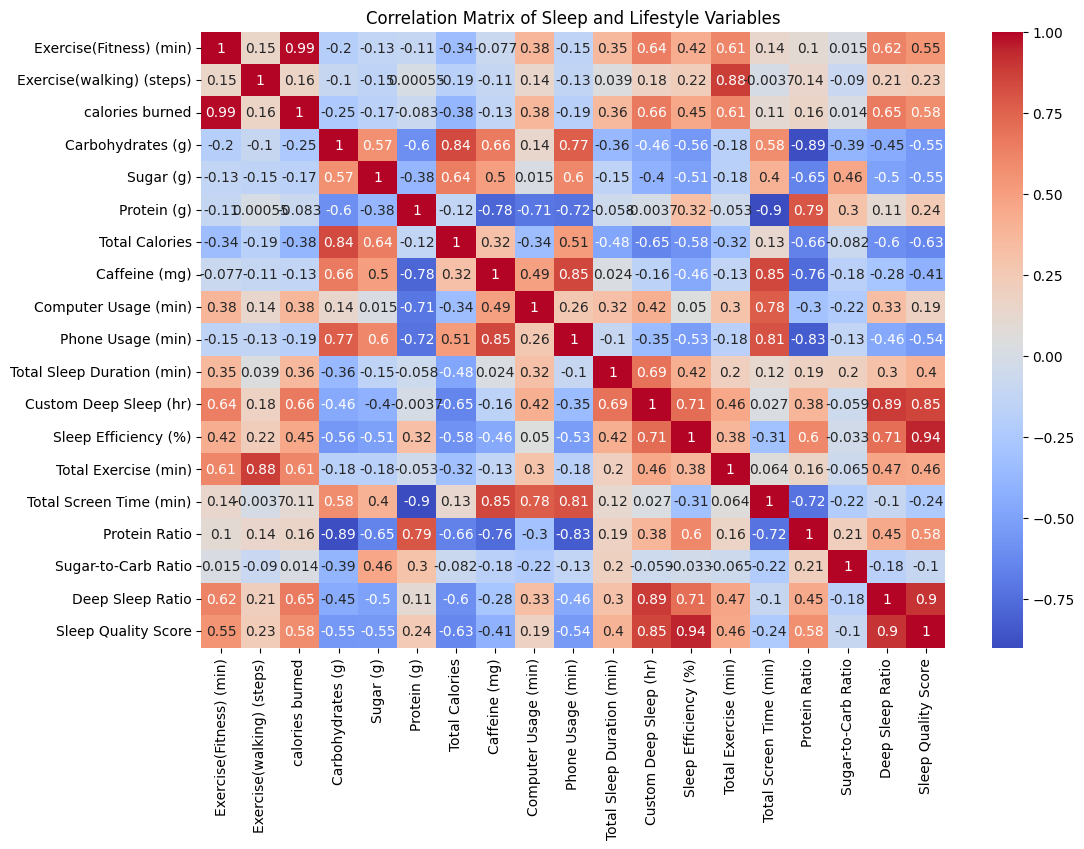 Correlation Matrix of Sleep and Lifestyle Variables
Exercise(Fitness) (min) 1 0.15 0.99 -0.2 -0.13 -0.11 -0.34 -0.077 0.38 -0.15 0.35 0.64 0.42 0.61 0.14 0.1 0.015 0.62 0.55
Exercise(walking) (steps) 0.15 1 0.16 -0.1 -0.15 0.00055 -0.19 -0.11 0.14 -0.13 0.039 0.18 0.22 0.88 -0.0037 0.14 -0.09 0.21 0.23
calories burned 0.99 0.16 1 -0.25 -0.17 -0.083 -0.38 -0.13 0.38 -0.19 0.36 0.66 0.45 0.61 0.11 0.16 0.014 0.65 0.58
Carbohydrates (g) -0.2 -0.1 -0.25 1 0.57 -0.6 0.84 0.66 0.14 0.77 -0.36 -0.46 -0.56 -0.18 0.58 -0.89 -0.39 -0.45 -0.55
Sugar (g) -0.13 -0.15 -0.17 0.57 1 -0.38 0.64 0.5 0.015 0.6 -0.15 -0.4 -0.51 -0.18 0.4 -0.65 0.46 -0.5 -0.55
Protein (g) -0.11 0.00055 -0.083 -0.6 -0.38 1 -0.12 -0.78 -0.71 -0.72 -0.058 -0.0037 0.32 -0.053 -0.9 0.79 0.3 0.11 0.24
Total Calories -0.34 -0.19 -0.38 0.84 0.64 -0.12 1 0.32 -0.34 0.51 -0.48 -0.65 -0.58 -0.32 0.13 -0.66 -0.082 -0.6 -0.63
Caffeine (mg) -0.077 -0.11 -0.13 0.66 0.5 -0.78 0.32 1 0.49 0.85 0.024 -0.16 -0.46 -0.13 0.85 -0.76 -0.18 -0.28 -0.41
Computer Usage (min) 0.38 0.14 0.38 0.14 0.015 -0.71 -0.34 0.49 1 0.26 0.32 0.42 0.05 0.3 0.78 -0.3 -0.22 0.33 0.19
Phone Usage (min) -0.15 -0.13 -0.19 0.77 0.6 -0.72 0.51 0.85 0.26 1 -0.1 -0.35 -0.53 -0.18 0.81 -0.83 -0.13 -0.46 -0.54
Total Sleep Duration (min) 0.35 0.039 0.36 -0.36 -0.15 -0.058 -0.48 0.024 0.32 -0.1 1 0.69 0.42 0.2 0.12 0.19 0.2 0.3 0.4
Custom Deep Sleep (hr) 0.64 0.18 0.66 -0.46 -0.4 -0.0037 -0.65 -0.16 0.42 -0.35 0.69 1 0.71 0.46 0.027 0.38 -0.059 0.89 0.85
Sleep Efficiency (%) 0.42 0.22 0.45 -0.56 -0.51 0.32 -0.58 -0.46 0.05 -0.53 0.42 0.71 1 0.38 -0.31 0.6 -0.033 0.71 0.94
Total Exercise (min) 0.61 0.88 0.61 -0.18 -0.18 -0.053 -0.32 -0.13 0.3 -0.18 0.2 0.46 0.38 1 0.064 0.16 -0.065 0.47 0.46
Total Screen Time (min) 0.14 -0.0037 0.11 0.58 0.4 -0.9 0.13 0.85 0.78 0.81 0.12 0.027 -0.31 0.064 1 -0.72 -0.22 -0.1 -0.24
Protein Ratio 0.1 0.14 0.16 -0.89 -0.65 0.79 -0.66 -0.76 -0.3 -0.83 0.19 0.38 0.6 0.16 -0.72 1 0.21 0.45 0.58
Sugar-to-Carb Ratio 0.015 -0.09 0.014 -0.39 0.46 0.3 -0.082 -0.18 -0.22 -0.13 0.2 -0.059 -0.033 -0.065 -0.22 0.21 1 -0.18 -0.1
Deep Sleep Ratio 0.62 0.21 0.65 -0.45 -0.5 0.11 -0.6 -0.28 0.33 -0.46 0.3 0.89 0.71 0.47 -0.1 0.45 -0.18 1 0.9
Sleep Quality Score 0.55 0.23 0.58 -0.55 -0.55 0.24 -0.63 -0.41 0.19 -0.54 0.4 0.85 0.94 0.46 -0.24 0.58 -0.1 0.9 1
Exercise(Fitness) (min)
Exercise(walking) (steps)
calories burned
Carbohydrates (g)
Sugar (g)
Protein (g)
Total Calories
Caffeine (mg)
Computer Usage (min)
Phone Usage (min)
Total Sleep Duration (min)
Custom Deep Sleep (hr)
Sleep Efficiency (%)
Total Exercise (min)
Total Screen Time (min)
Protein Ratio
Sugar-to-Carb Ratio
Deep Sleep Ratio
Sleep Quality Score
1.00
0.75
0.50
0.25
0.00
−0.25
−0.50
−0.75